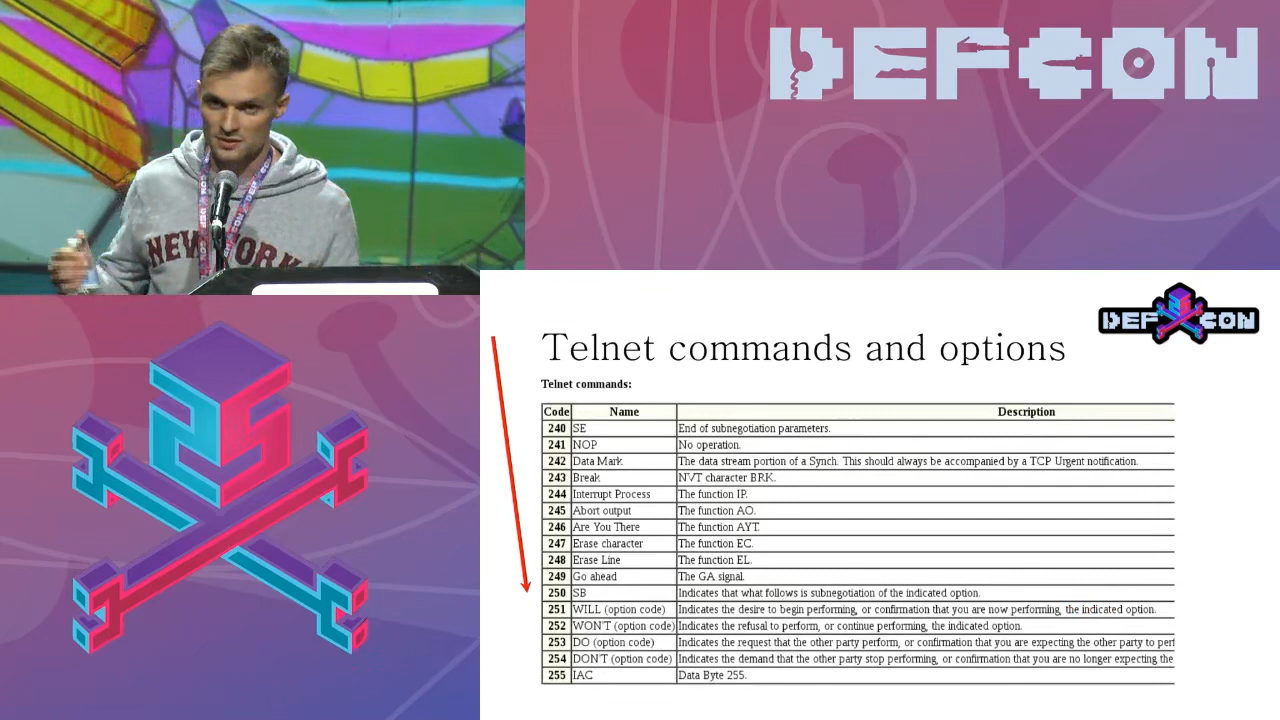 DEFCON
NEW YORK
DEF CON
Telnet commands and options
Telnet commands:
Code Name Description
240 SE End of subnegotiation parameters.
241 NOP No operation.
242 Data Mark The data stream portion of a Synch. This should always be accompanied by a TCP Urgent notification.
243 Break NVT character BRK.
244 Interrupt Process The function IP.
245 Abort output The function AO.
246 Are You There The function AYT.
247 Erase character The function EC.
248 Erase Line The function EL.
249 Go ahead The GA signal.
250 SB Indicates that what follows is subnegotiation of the indicated option.
251 WILL (option code) Indicates the desire to begin performing, or confirmation that you are now performing, the indicated option.
252 WON'T (option code) Indicates the refusal to perform, or continue performing, the indicated option.
253 DO (option code) Indicates the request that the other party perform, or confirmation that you are expecting the other party to perf
254 DON'T (option code) Indicates the demand that the other party stop performing, or confirmation that you are no longer expecting the
255 IAC Data Byte 255.